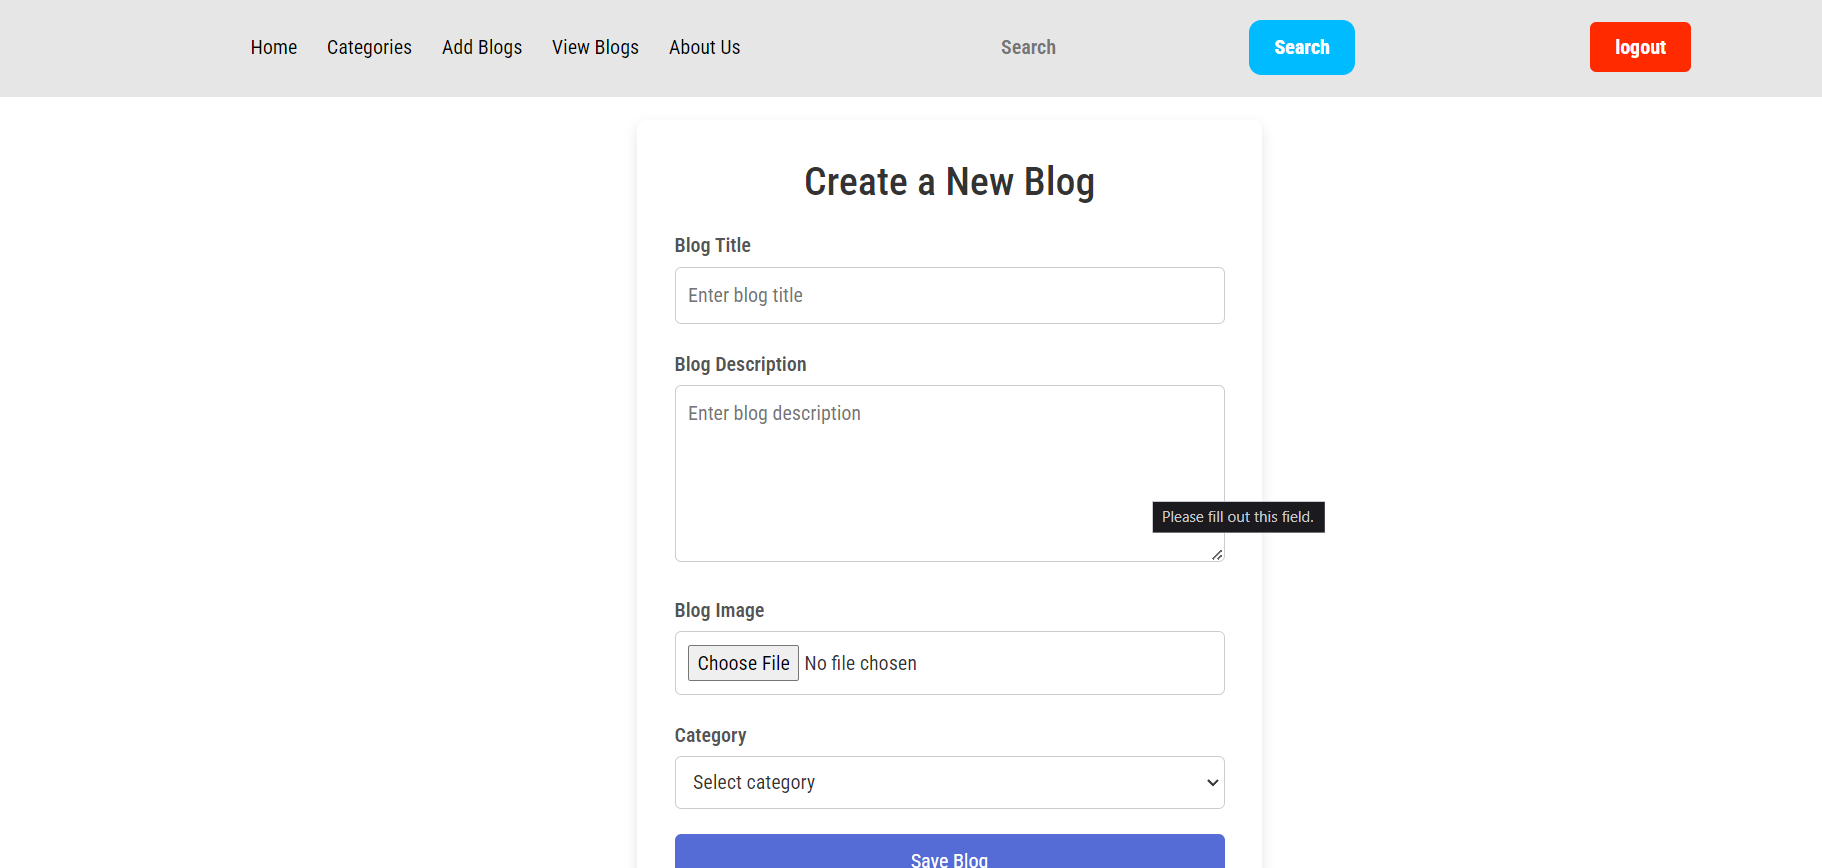 Home Categories Add Blogs View Blogs About Us Search Search logout
Create a New Blog
Blog Title
Enter blog title
Blog Description
Enter blog description
Please fill out this field.
Blog Image
Choose File No file chosen
Category
Select category
Save Blog